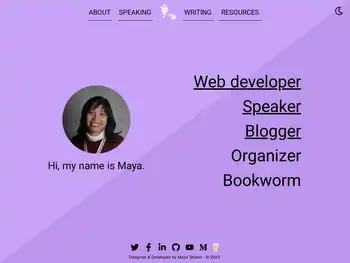 ABOUT SPEAKING WRITING RESOURCES
Web developer
Speaker
Blogger
Organizer
Bookworm
Hi, my name is Maya.
Designed & Developed by Maya Shavin - © 2023